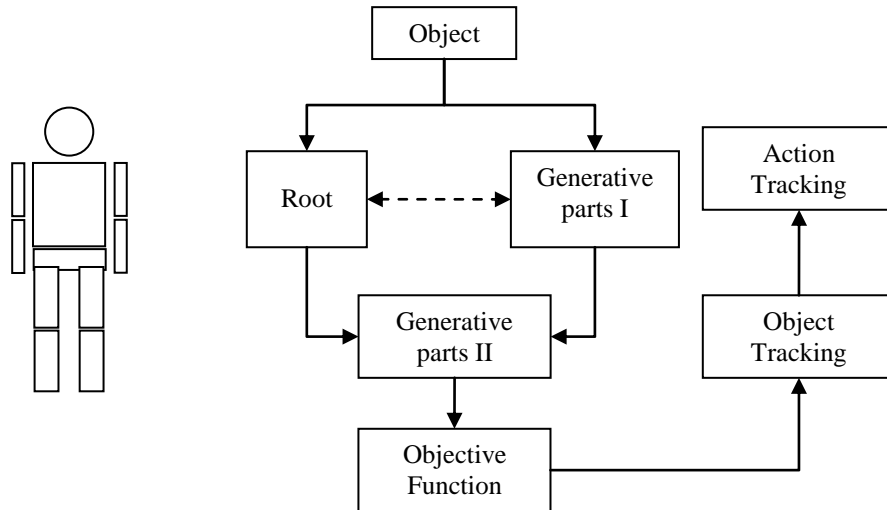 Object
Root
Generative
parts I
Action
Tracking
Generative
parts II
Object
Tracking
Objective
Function